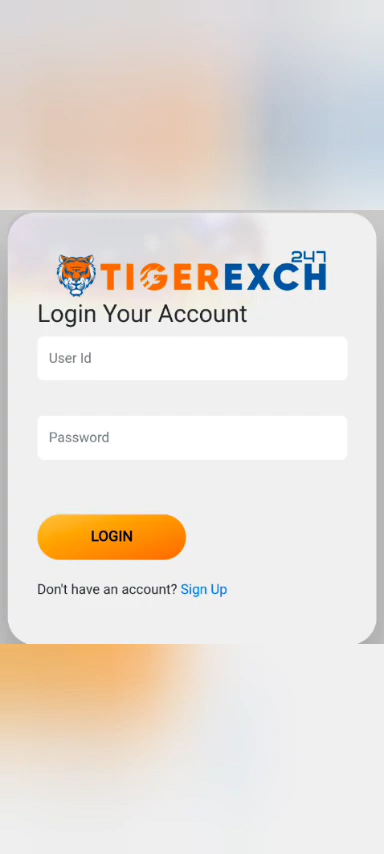 247
TIGEREXCH
Login Your Account
User Id
Password
LOGIN
Don't have an account? Sign Up